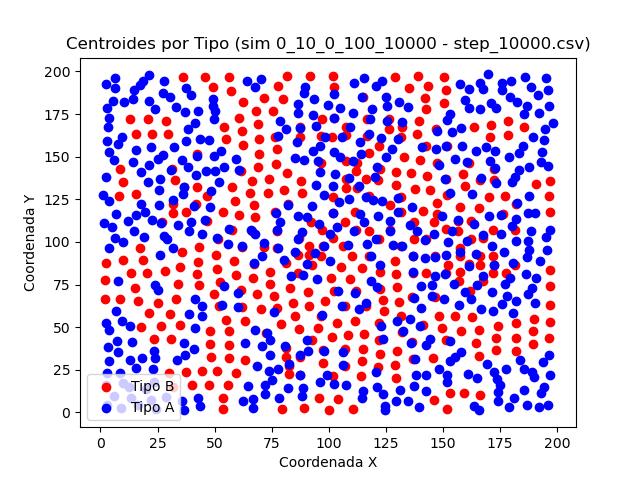 Centroides por Tipo (sim 0_10_0_100_10000 - step_10000.csv)
Coordenada Y
200
175
150
125
100
75
50
25
0
Tipo B
Tipo A
0 25 50 75 100 125 150 175 200
Coordenada X